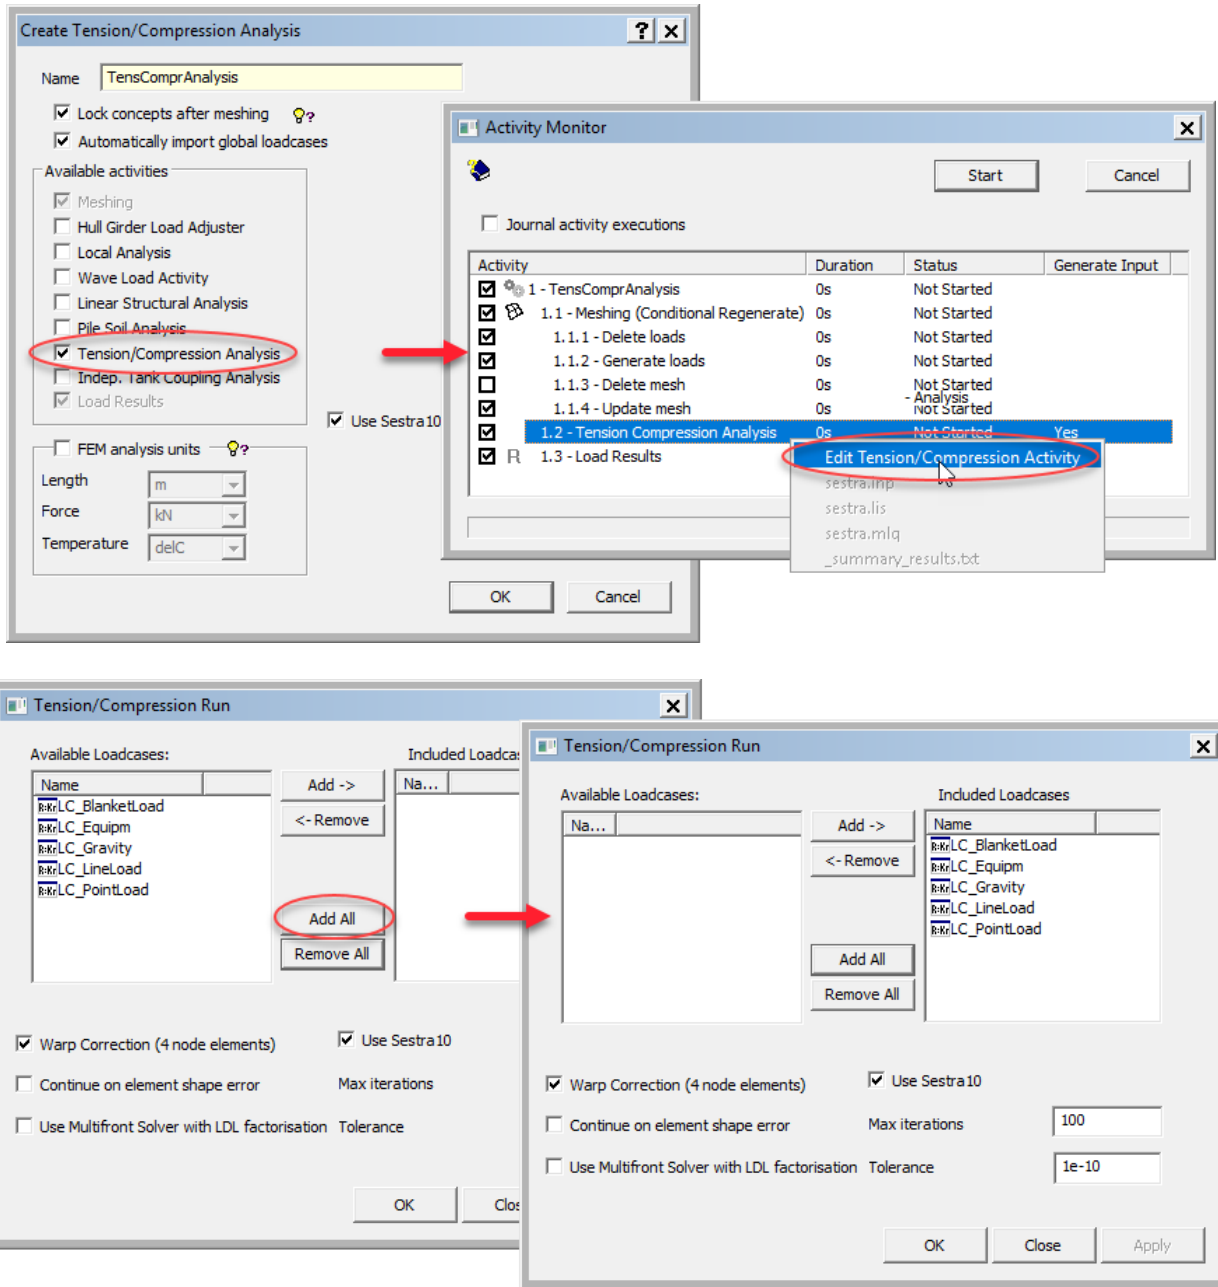 Create Tension/Compression Analysis
Name TensComprAnalysis
Lock concepts after meshing
Automatically import global loadcases
Available activities
Meshing
Hull Girder Load Adjuster
Local Analysis
Wave Load Activity
Linear Structural Analysis
Pile Soil Analysis
Tension/Compression Analysis
Indep. Tank Coupling Analysis
Load Results
Use Sestra10
FEM analysis units
Length m
Force kN
Temperature delC
OK Cancel
Activity Monitor
Start Cancel
Journal activity executions
Activity Duration Status Generate Input
1 - TensComprAnalysis 0s Not Started
1.1 - Meshing (Conditional Regenerate) 0s Not Started
1.1.1 - Delete loads 0s Not Started
1.1.2 - Generate loads 0s Not Started
1.1.3 - Delete mesh 0s Not Started
- Analysis
1.1.4 - Update mesh 0s Not Started
1.2 - Tension Compression Analysis 0s Not Started Yes
1.3 - Load Results
Edit Tension/Compression Activity
sestra.inp
sestra.lis
sestra.mlq
_summary_results.txt
Tension/Compression Run
Available Loadcases: Included Loadcas
Name Na...
LC_BlanketLoad
LC_Equipm
LC_Gravity
LC_LineLoad
LC_PointLoad
Add ->
<- Remove
Add All
Remove All
Warp Correction (4 node elements) Use Sestra10
Continue on element shape error Max iterations
Use Multifront Solver with LDL factorisation Tolerance
OK Clos
Tension/Compression Run
Available Loadcases: Included Loadcases
Na... Name
Add ->
<- Remove
Add All
Remove All
LC_BlanketLoad
LC_Equipm
LC_Gravity
LC_LineLoad
LC_PointLoad
Warp Correction (4 node elements) Use Sestra10
Continue on element shape error Max iterations 100
Use Multifront Solver with LDL factorisation Tolerance 1e-10
OK Close Apply